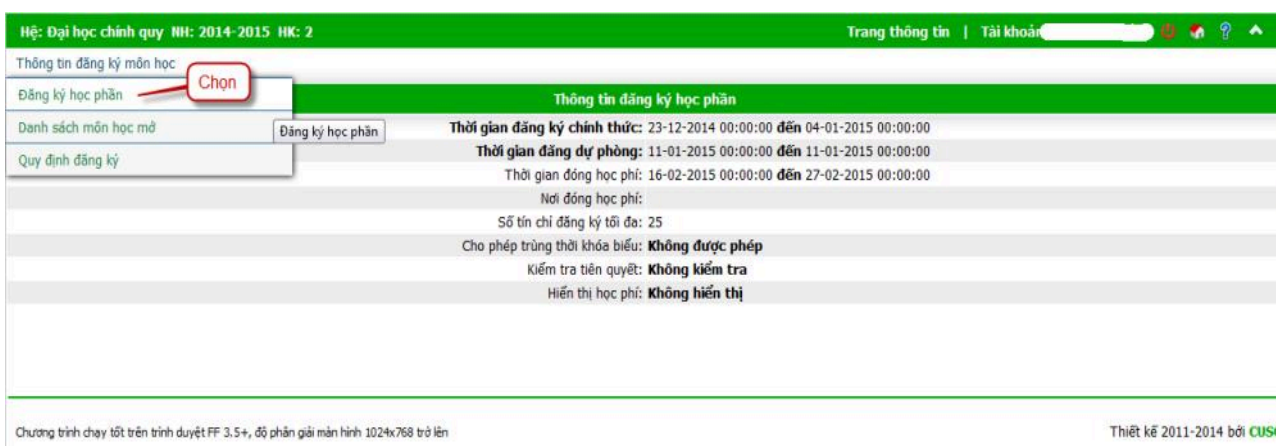 Hệ: Đại học chính quy NH: 2014-2015 HK: 2 Trang thông tin | Tài khoản
Thông tin đăng ký môn học
Chọn
Đăng ký học phần
Thông tin đăng ký học phần
Danh sách môn học mở
Đăng ký học phần
Thời gian đăng ký chính thức: 23-12-2014 00:00:00 đến 04-01-2015 00:00:00
Quy định đăng ký
Thời gian đăng dự phòng: 11-01-2015 00:00:00 đến 11-01-2015 00:00:00
Thời gian đóng học phí: 16-02-2015 00:00:00 đến 27-02-2015 00:00:00
Nơi đóng học phí:
Số tín chỉ đăng ký tối đa: 25
Cho phép trùng thời khóa biểu: Không được phép
Kiểm tra tiên quyết: Không kiểm tra
Hiển thị học phí: Không hiển thị
Chương trình chạy tốt trên trình duyệt FF 3.5+, độ phân giải màn hình 1024x768 trở lên
Thiết kế 2011-2014 bởi